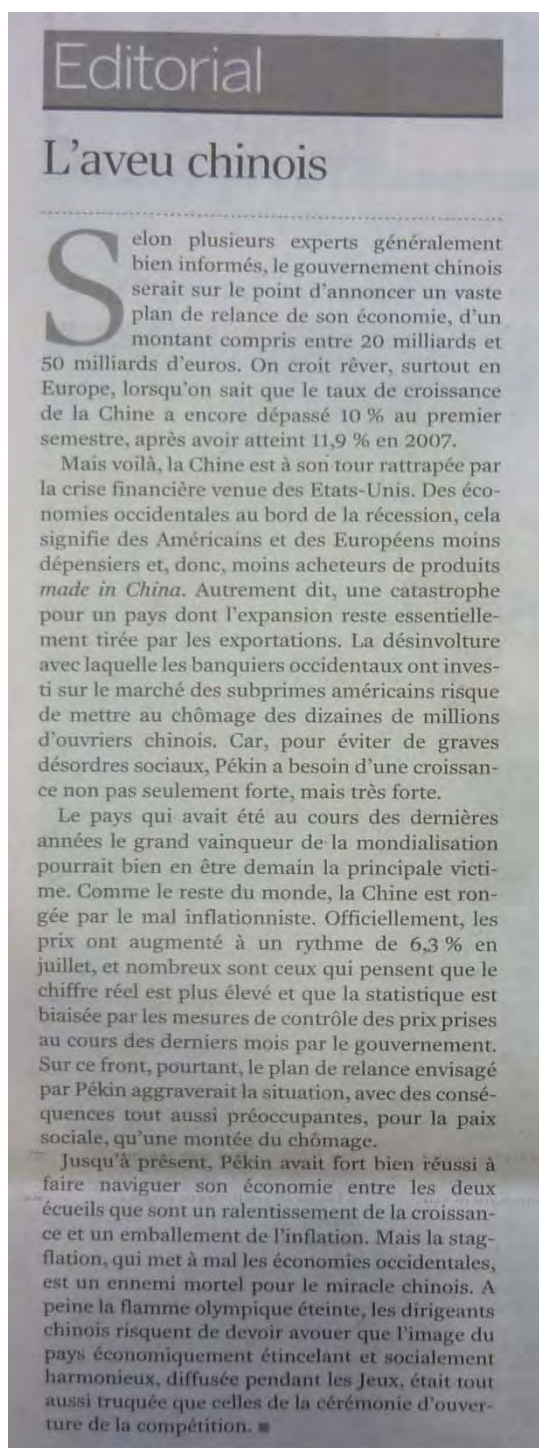 Editorial
L'aveu chinois
Selon plusieurs experts généralement
bien informés, le gouvernement chinois
serait sur le point d'annoncer un vaste
plan de relance de son économie, d'un
montant compris entre 20 milliards et
50 milliards d'euros. On croit rêver, surtout en
Europe, lorsqu'on sait que le taux de croissance
de la Chine a encore dépassé 10 % au premier
semestre, après avoir atteint 11,9 % en 2007.
Mais voilà, la Chine est à son tour rattrapée par
la crise financière venue des Etats-Unis. Des éco-
nomies occidentales au bord de la récession, cela
signifie des Américains et des Européens moins
dépensiers et, donc, moins acheteurs de produits
made in China. Autrement dit, une catastrophe
pour un pays dont l'expansion reste essentielle-
ment tirée par les exportations. La désinvolture
avec laquelle les banquiers occidentaux ont inves-
ti sur le marché des subprimes américains risque
de mettre au chômage des dizaines de millions
d'ouvriers chinois. Car, pour éviter de graves
désordres sociaux, Pékin a besoin d'une croissan-
ce non pas seulement forte, mais très forte.
Le pays qui avait été au cours des dernières
années le grand vainqueur de la mondialisation
pourrait bien en être demain la principale victi-
me. Comme le reste du monde, la Chine est ron-
gée par le mal inflationniste. Officiellement, les
prix ont augmenté à un rythme de 6,3 % en
juillet, et nombreux sont ceux qui pensent que le
chiffre réel est plus élevé et que la statistique est
biaisée par les mesures de contrôle des prix prises
au cours des derniers mois par le gouvernement.
Sur ce front, pourtant, le plan de relance envisagé
par Pékin aggraverait la situation, avec des consé-
quences tout aussi préoccupantes, pour la paix
sociale, qu'une montée du chômage.
Jusqu'à présent, Pékin avait fort bien réussi à
faire naviguer son économie entre les deux
écueils que sont un ralentissement de la croissan-
ce et un emballement de l'inflation. Mais la stag-
flation, qui met à mal les économies occidentales,
est un ennemi mortel pour le miracle chinois. A
peine la flamme olympique éteinte, les dirigeants
chinois risquent de devoir avouer que l'image du
pays économiquement étincelant et socialement
harmonieux, diffusée pendant les Jeux, était tout
aussi truquée que celles de la cérémonie d'ouver-
ture de la compétition. ■